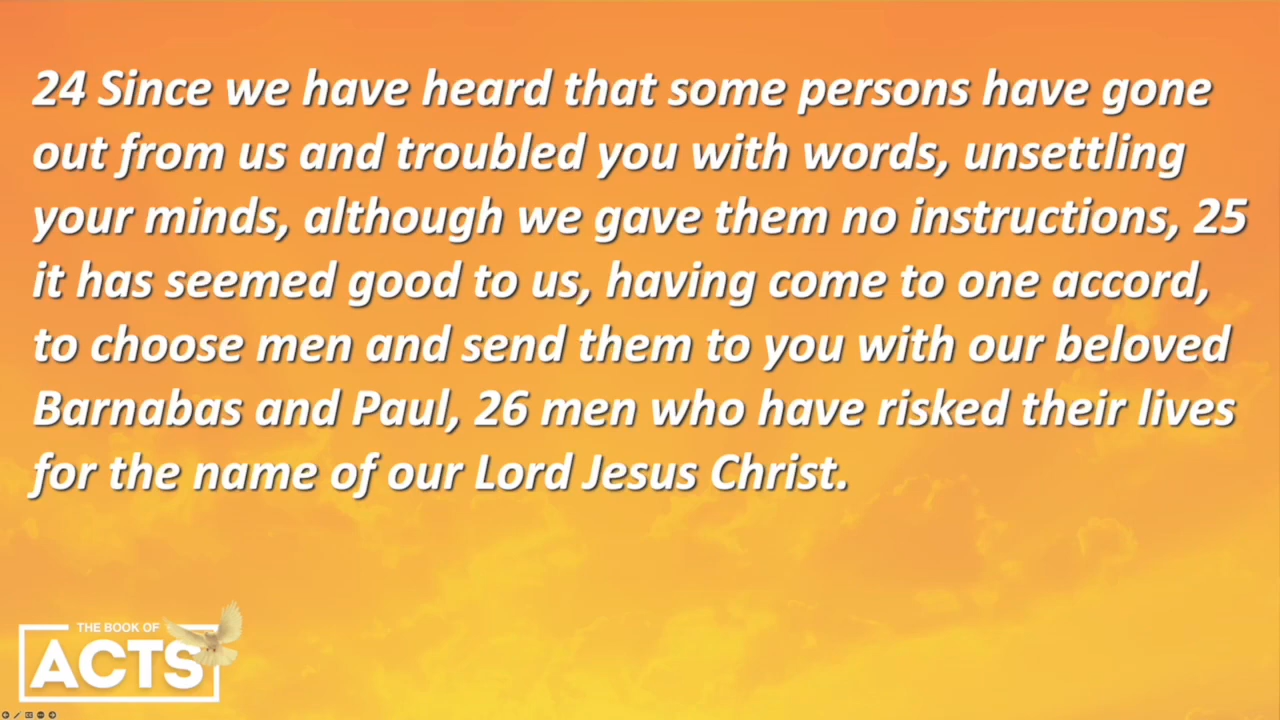 24 Since we have heard that some persons have gone
out from us and troubled you with words, unsettling
your minds, although we gave them no instructions, 25
it has seemed good to us, having come to one accord,
to choose men and send them to you with our beloved
Barnabas and Paul, 26 men who have risked their lives
for the name of our Lord Jesus Christ.
THE BOOK OF
ACTS